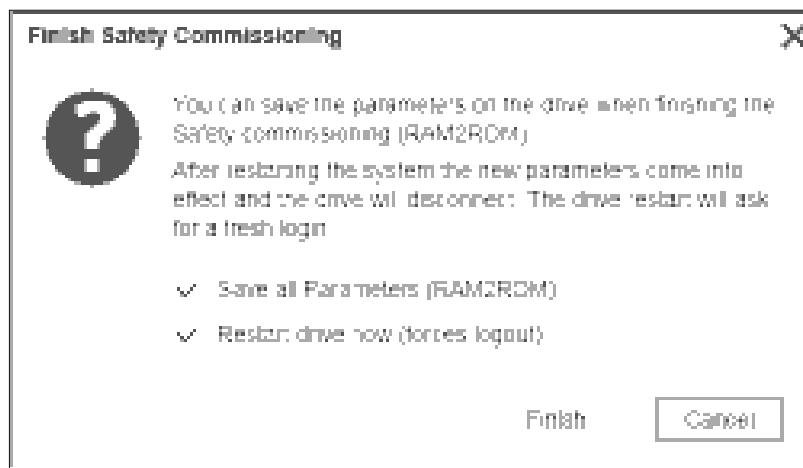 Finish Safety Commissioning
You can save the parameters on the drive when finishing the
Safety commissioning (RAM2ROM)
After restarting the system the new parameters come into
effect and the drive will disconnect. The drive restart will ask
for a fresh login
Save all Parameters (RAM2ROM)
Restart drive now (forces logout)
Finish
Cancel